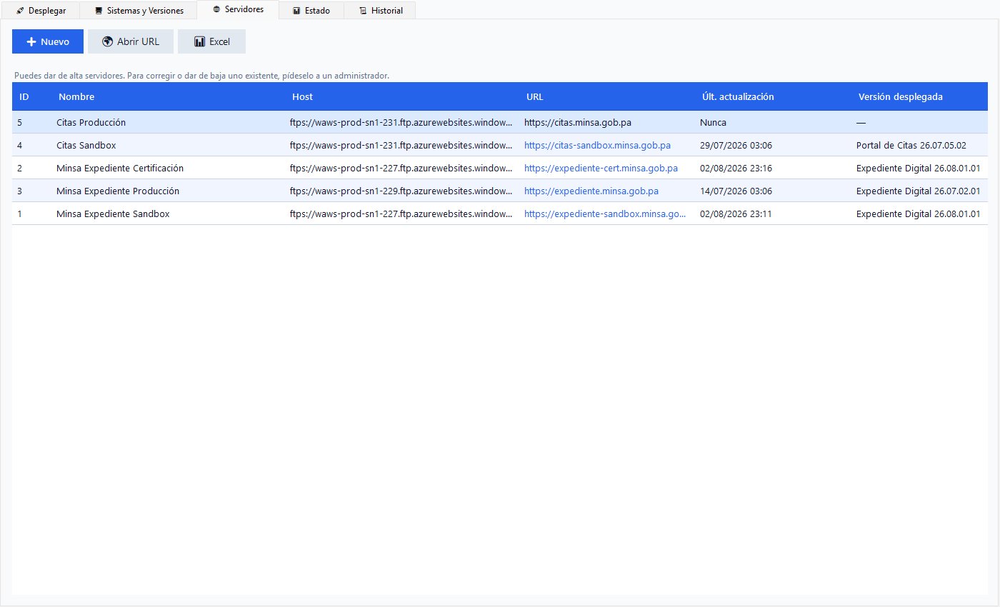 Desplegar Sistemas y Versiones Servidores Estado Historial
Nuevo Abrir URL Excel
Puedes dar de alta servidores. Para corregir o dar de baja uno existente, pídeselo a un administrador.
ID Nombre Host URL Últ. actualización Versión desplegada
5 Citas Producción ftps://waws-prod-sn1-231.ftp.azurewebsites.window... https://citas.minsa.gob.pa Nunca —
4 Citas Sandbox ftps://waws-prod-sn1-231.ftp.azurewebsites.window... https://citas-sandbox.minsa.gob.pa 29/07/2026 03:06 Portal de Citas 26.07.05.02
2 Minsa Expediente Certificación ftps://waws-prod-sn1-227.ftp.azurewebsites.window... https://expediente-cert.minsa.gob.pa 02/08/2026 23:16 Expediente Digital 26.08.01.01
3 Minsa Expediente Producción ftps://waws-prod-sn1-229.ftp.azurewebsites.window... https://expediente.minsa.gob.pa 14/07/2026 03:06 Expediente Digital 26.07.02.01
1 Minsa Expediente Sandbox ftps://waws-prod-sn1-227.ftp.azurewebsites.window... https://expediente-sandbox.minsa.go... 02/08/2026 23:11 Expediente Digital 26.08.01.01